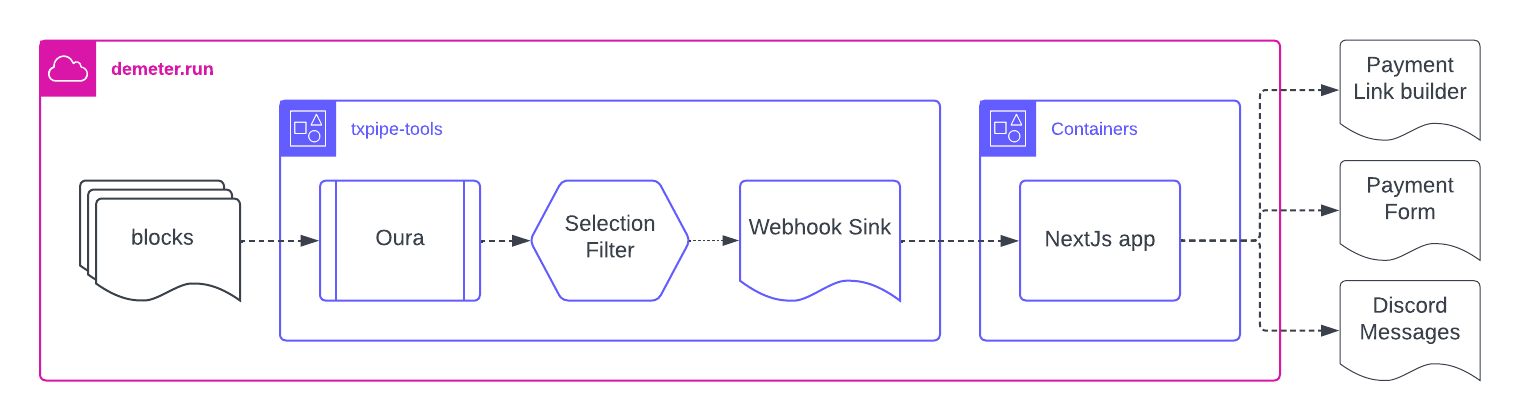 demeter.run
txpipe-tools
Containers
blocks
Oura
Selection
Filter
Webhook Sink
NextJs app
Payment
Link builder
Payment
Form
Discord
Messages